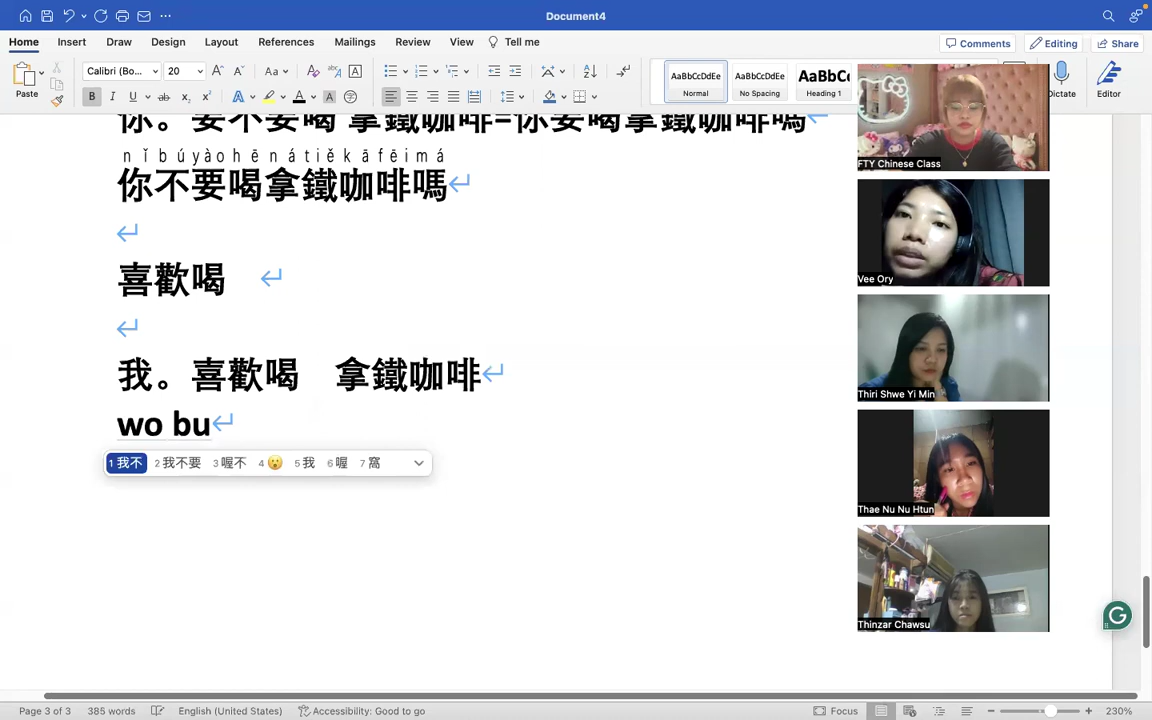 Document4
Home Insert Draw Design Layout References Mailings Review View Tell me Comments Editing Share
Paste Calibri (Bo... 20 Aa A
AaBbCcDdEe AaBbCcDdEe AaBbCc
Normal No Spacing Heading 1 Dictate Editor
你。要不要喝 拿鐵咖啡=你要喝拿鐵咖啡嗎
nǐbúyàohēnátiěkāfēimá
你不要喝拿鐵咖啡嗎
喜歡喝
我。喜歡喝 拿鐵咖啡
wo bu
1 我不 2 我不要 3 喔不 4 😮 5 我 6 喔 7 窩
FTY Chinese Class
Vee Ory
Thiri Shwe Yi Min
Thae Nu Nu Htun
Thinzar Chawsu
Page 3 of 3 385 words English (United States) Accessibility: Good to go Focus 230%